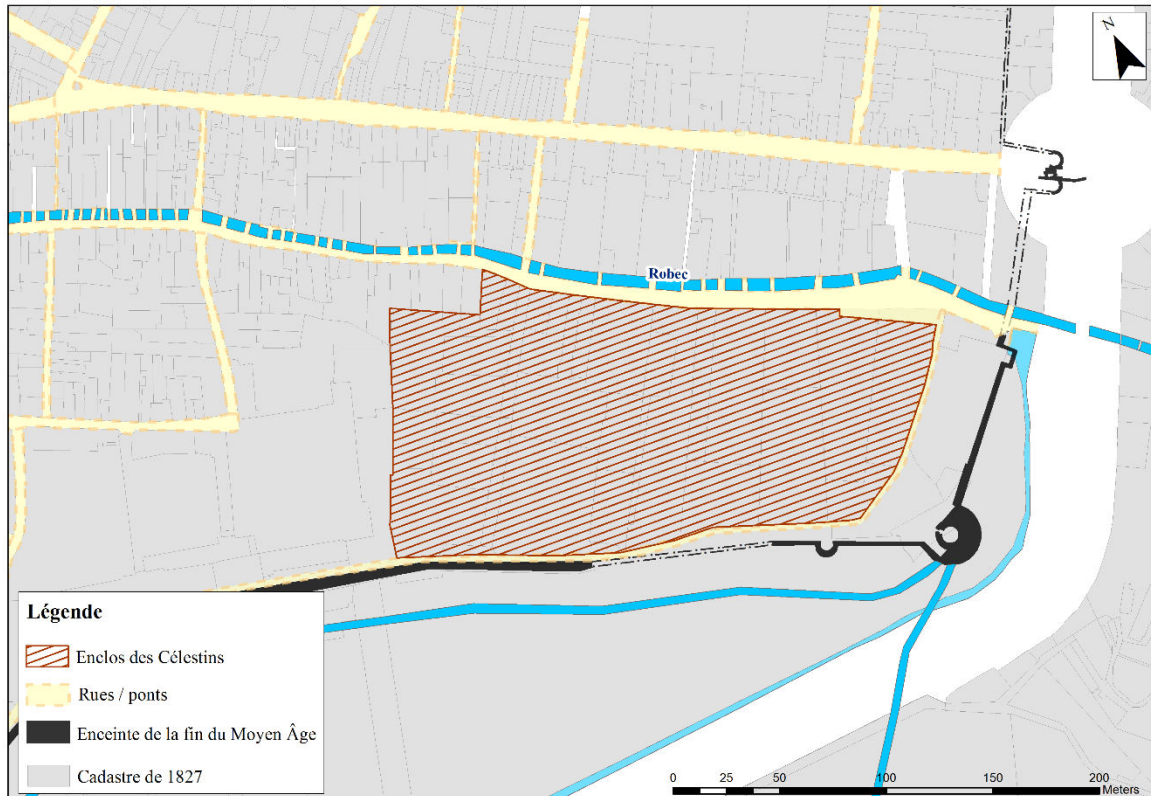 N
Robec
Légende
Enclos des Célestins
Rues / ponts
Enceinte de la fin du Moyen Âge
Cadastre de 1827
0 25 50 100 150 200
Meters